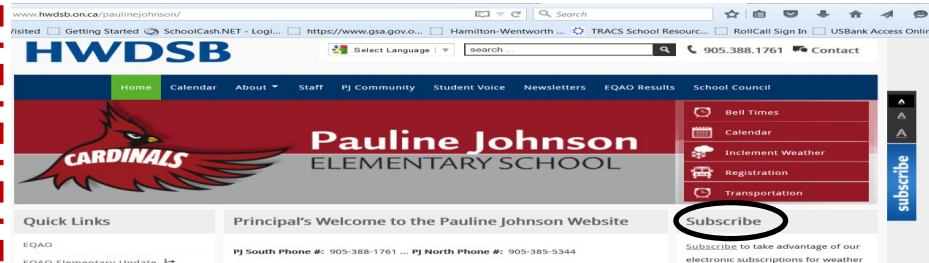 www.hwdsb.on.ca/paulinejohnson/
Search
Getting Started
SchoolCash.NET - Logi...
https://www.gsa.gov.o...
Hamilton-Wentworth ...
TRACS School Resourc...
RollCall Sign In
USBank Access Onlin
HWDSB
Select Language
search ...
905.388.1761
Contact
Home Calendar About Staff PJ Community Student Voice Newsletters EQAO Results School Council
CARDINALS
Pauline Johnson
ELEMENTARY SCHOOL
Bell Times
Calendar
Inclement Weather
Registration
Transportation
A
A
A
subscribe
Quick Links
EQAO
EQAO Elementary Update
Principal's Welcome to the Pauline Johnson Website
PJ South Phone #: 905-388-1761 ... PJ North Phone #: 905-385-5344
Subscribe
Subscribe to take advantage of our
electronic subscriptions for weather